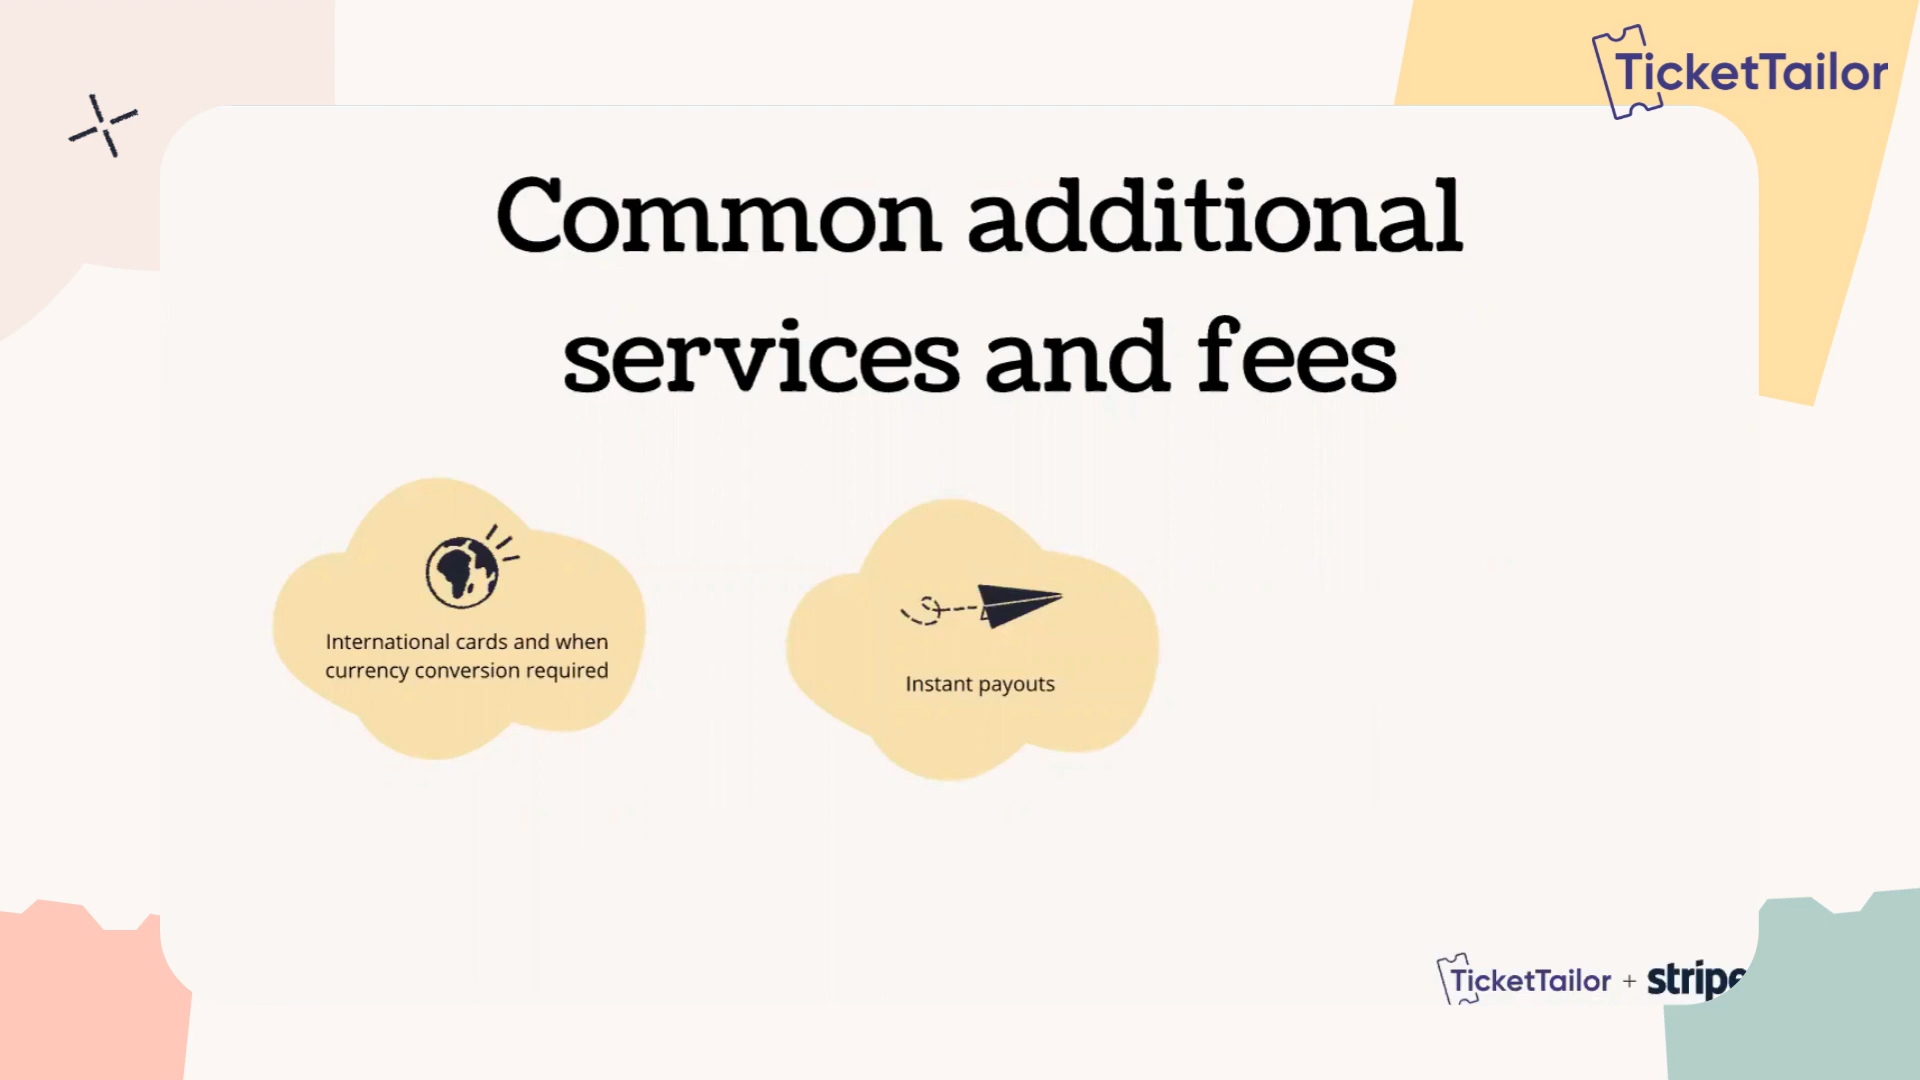 TicketTailor
Common additional
services and fees
International cards and when
currency conversion required
Instant payouts
TicketTailor + stripe